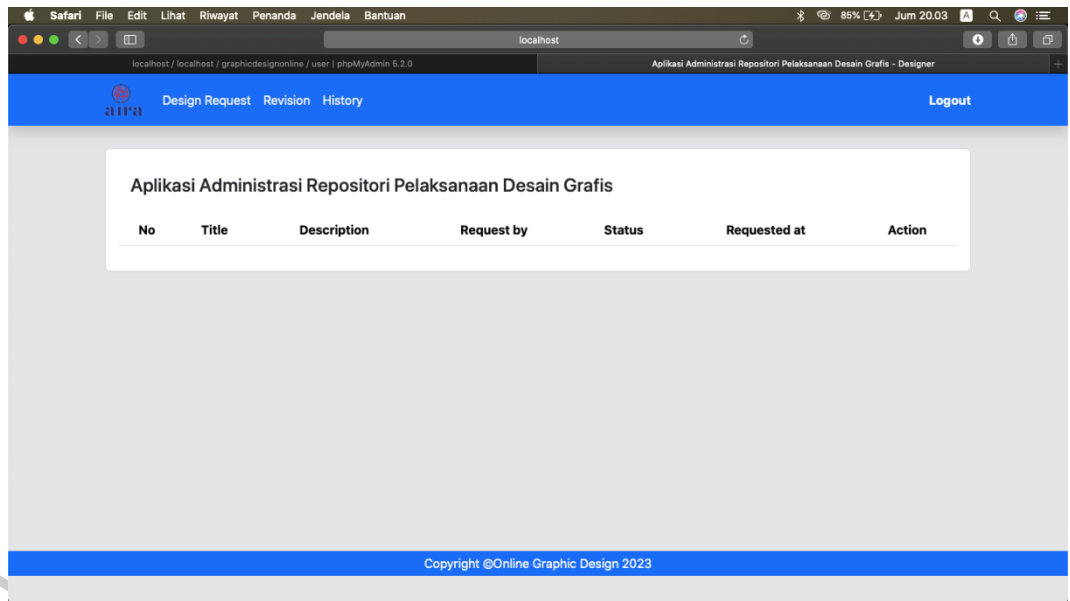 Safari File Edit Lihat Riwayat Penanda Jendela Bantuan 85% Jum 20.03 A
localhost
localhost / localhost / graphicdesignonline / user | phpMyAdmin 5.2.0 Aplikasi Administrasi Repositori Pelaksanaan Desain Grafis - Designer
aira Design Request Revision History Logout
Aplikasi Administrasi Repositori Pelaksanaan Desain Grafis
No Title Description Request by Status Requested at Action
Copyright ©Online Graphic Design 2023